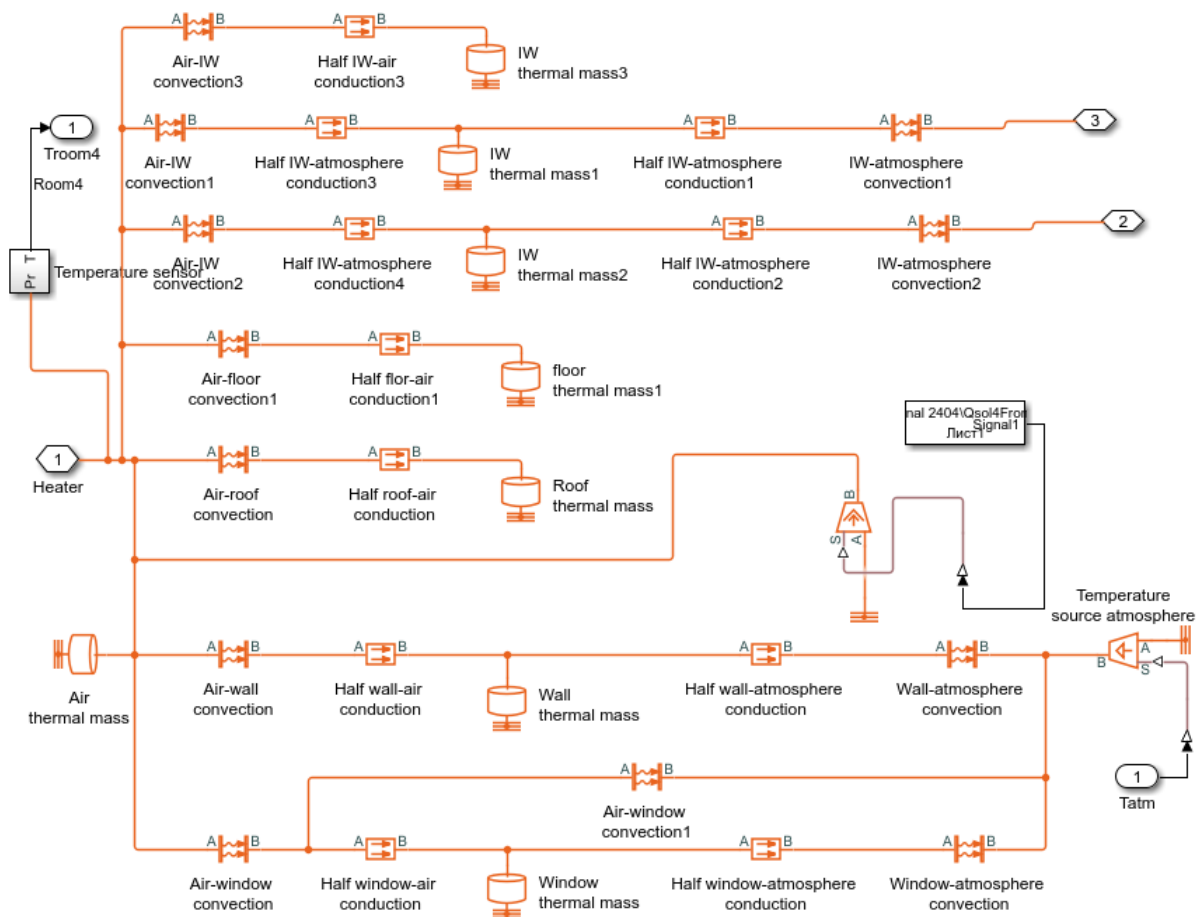 A B A B
Air-IW
convection3
Half IW-air
conduction3
IW
thermal mass3
1
Troom4
Room4
A B A B A B A B
3
Air-IW
convection1
Half IW-atmosphere
conduction3
IW
thermal mass1
Half IW-atmosphere
conduction1
IW-atmosphere
convection1
A B A B A B A B
2
T
Pr
Temperature sensor
Air-IW
convection2
Half IW-atmosphere
conduction4
IW
thermal mass2
Half IW-atmosphere
conduction2
IW-atmosphere
convection2
A B A B
Air-floor
convection1
Half flor-air
conduction1
floor
thermal mass1
nal 2404\Qsol4Fron
Signal1
Лист1
1
Heater
A B A B
Air-roof
convection
Half roof-air
conduction
Roof
thermal mass
B
S A
Temperature
source atmosphere
A
B
S
Air
thermal mass
A B A B A B A B
Air-wall
convection
Half wall-air
conduction
Wall
thermal mass
Half wall-atmosphere
conduction
Wall-atmosphere
convection
1
Tatm
A B
Air-window
convection1
A B A B A B A B
Air-window
convection
Half window-air
conduction
Window
thermal mass
Half window-atmosphere
conduction
Window-atmosphere
convection